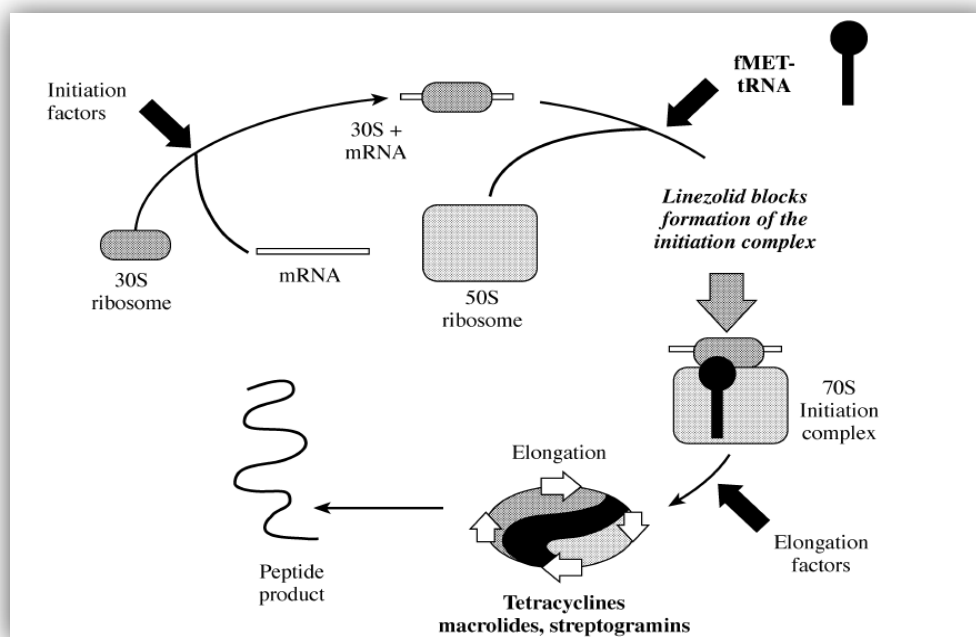 Initiation
factors
30S +
mRNA
fMET-
tRNA
30S
ribosome
mRNA
50S
ribosome
Linezolid blocks
formation of the
initiation complex
70S
Initiation
complex
Elongation
Elongation
factors
Peptide
product
Tetracyclines
macrolides, streptogramins